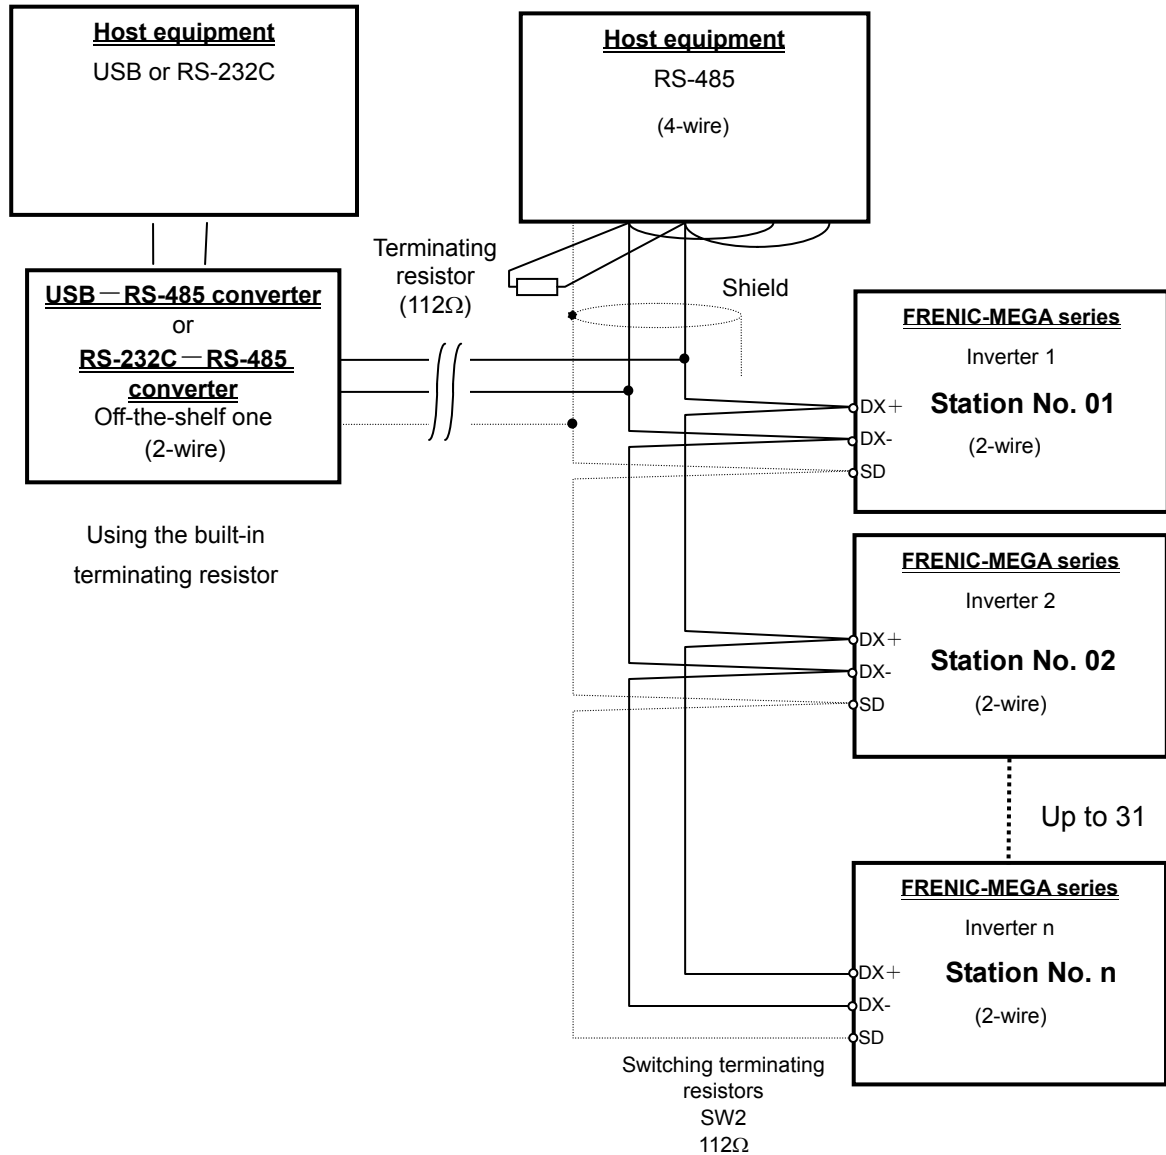 Host equipment
USB or RS-232C
Host equipment
RS-485
(4-wire)
Terminating
resistor
(112Ω)
Shield
USB－RS-485 converter
or
RS-232C－RS-485
converter
Off-the-shelf one
(2-wire)
Using the built-in
terminating resistor
FRENIC-MEGA series
Inverter 1
DX+ Station No. 01
DX-
(2-wire)
SD
FRENIC-MEGA series
Inverter 2
DX+
Station No. 02
DX-
SD
(2-wire)
Up to 31
FRENIC-MEGA series
Inverter n
DX+ Station No. n
DX-
(2-wire)
SD
Switching terminating
resistors
SW2
112Ω